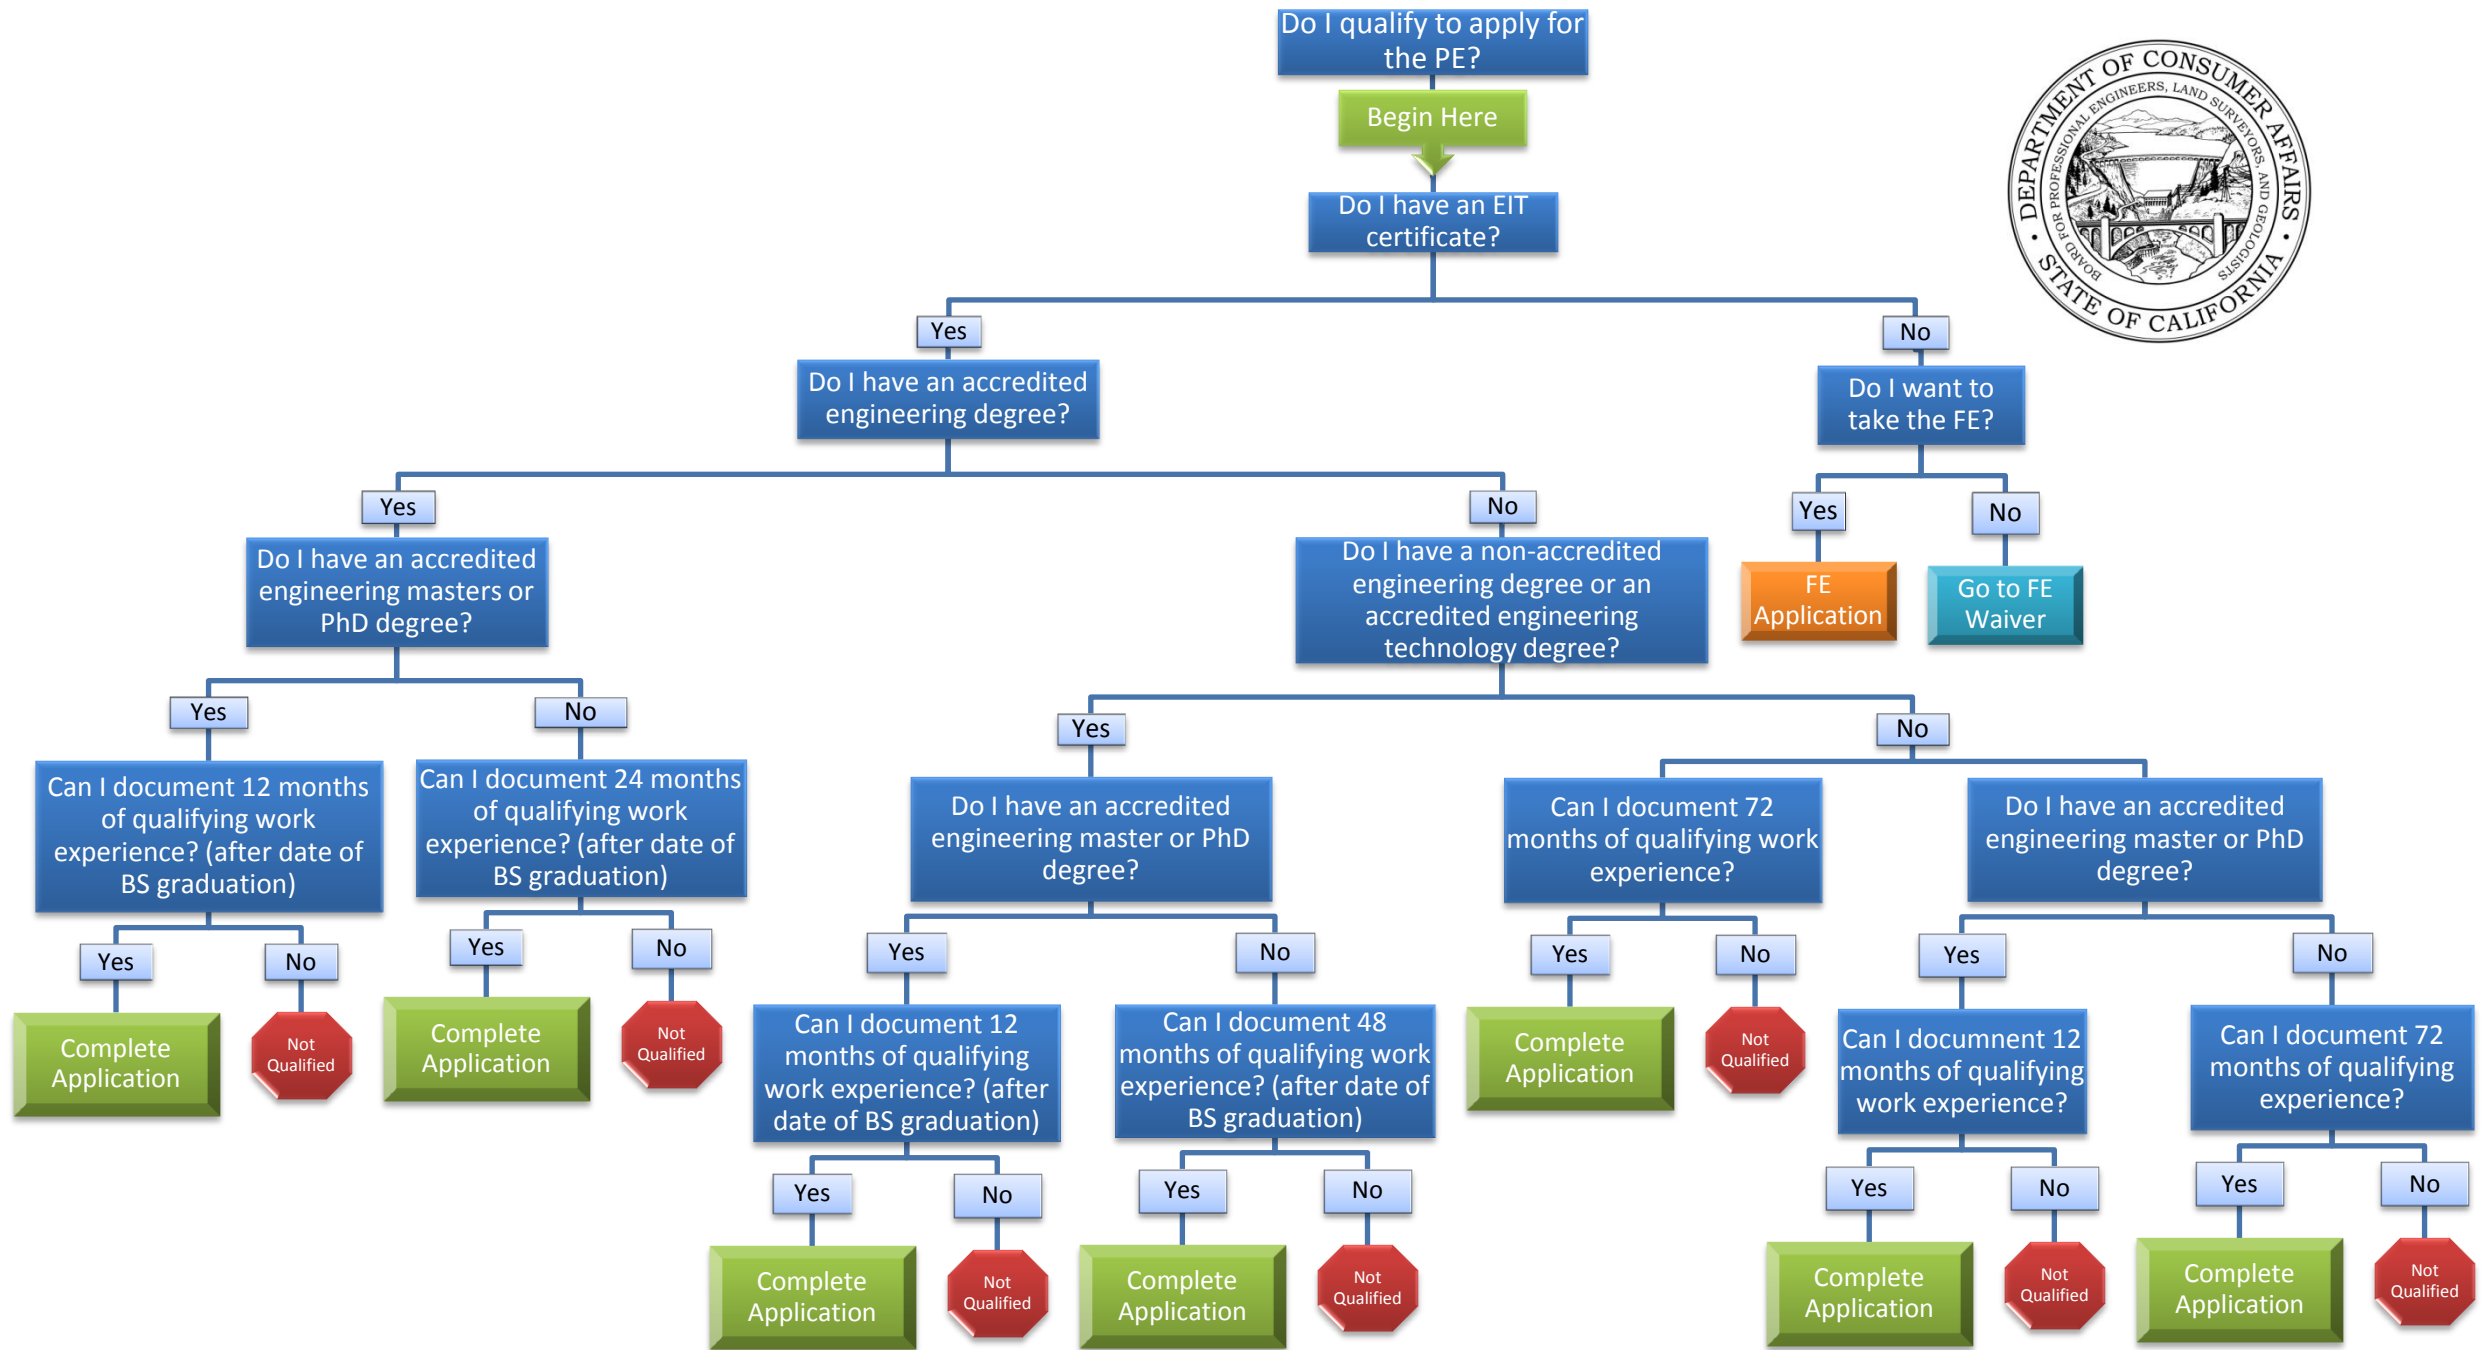 Do I qualify to apply for
the PE?
Begin Here
Do I have an EIT
certificate?
DEPARTMENT OF CONSUMER AFFAIRS
BOARD FOR PROFESSIONAL ENGINEERS, LAND SURVEYORS, AND GEOLOGISTS
• STATE OF CALIFORNIA •
Yes
No
Do I have an accredited
engineering degree?
Do I want to
take the FE?
Yes
No
Yes
No
Do I have an accredited
engineering masters or
PhD degree?
Do I have a non-accredited
engineering degree or an
accredited engineering
technology degree?
FE
Application
Go to FE
Waiver
Yes
No
Yes
No
Can I document 12 months
of qualifying work
experience? (after date of
BS graduation)
Can I document 24 months
of qualifying work
experience? (after date of
BS graduation)
Do I have an accredited
engineering master or PhD
degree?
Can I document 72
months of qualifying work
experience?
Do I have an accredited
engineering master or PhD
degree?
Yes
No
Yes
No
Yes
No
Yes
No
Yes
No
Complete
Application
Not
Qualified
Complete
Application
Not
Qualified
Can I document 12
months of qualifying
work experience? (after
date of BS graduation)
Can I document 48
months of qualifying work
experience? (after date of
BS graduation)
Complete
Application
Not
Qualified
Can I documnent 12
months of qualifying
work experience?
Can I document 72
months of qualifying
experience?
Yes
No
Yes
No
Yes
No
Yes
No
Complete
Application
Not
Qualified
Complete
Application
Not
Qualified
Complete
Application
Not
Qualified
Complete
Application
Not
Qualified